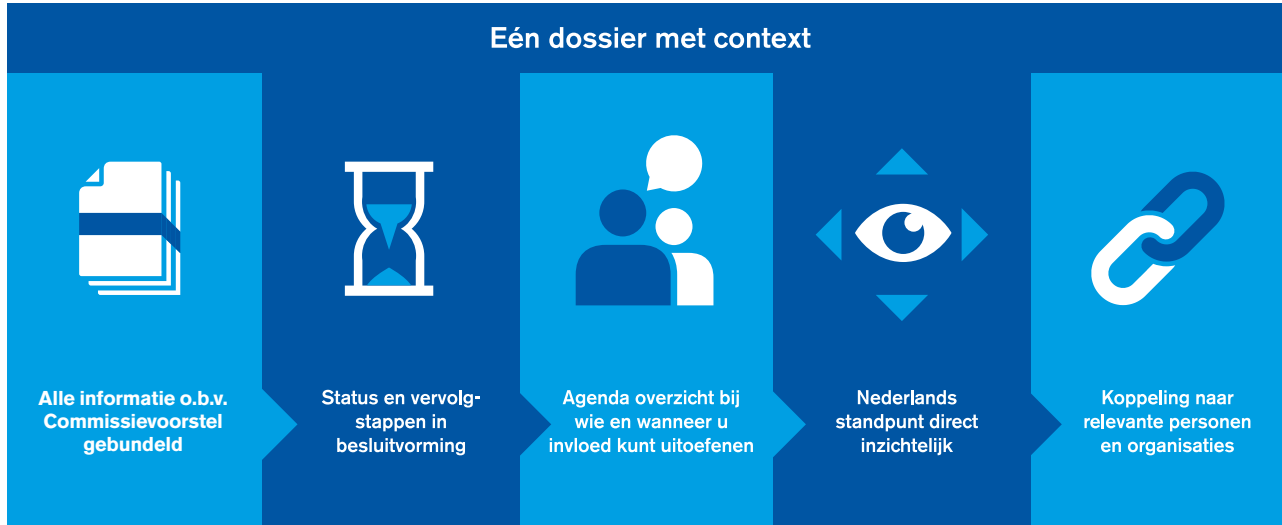 Eén dossier met context
Alle informatie o.b.v.
Commissievoorstel
gebundeld
Status en vervolg-
stappen in
besluitvorming
Agenda overzicht bij
wie en wanneer u
invloed kunt uitoefenen
Nederlands
standpunt direct
inzichtelijk
Koppeling naar
relevante personen
en organisaties